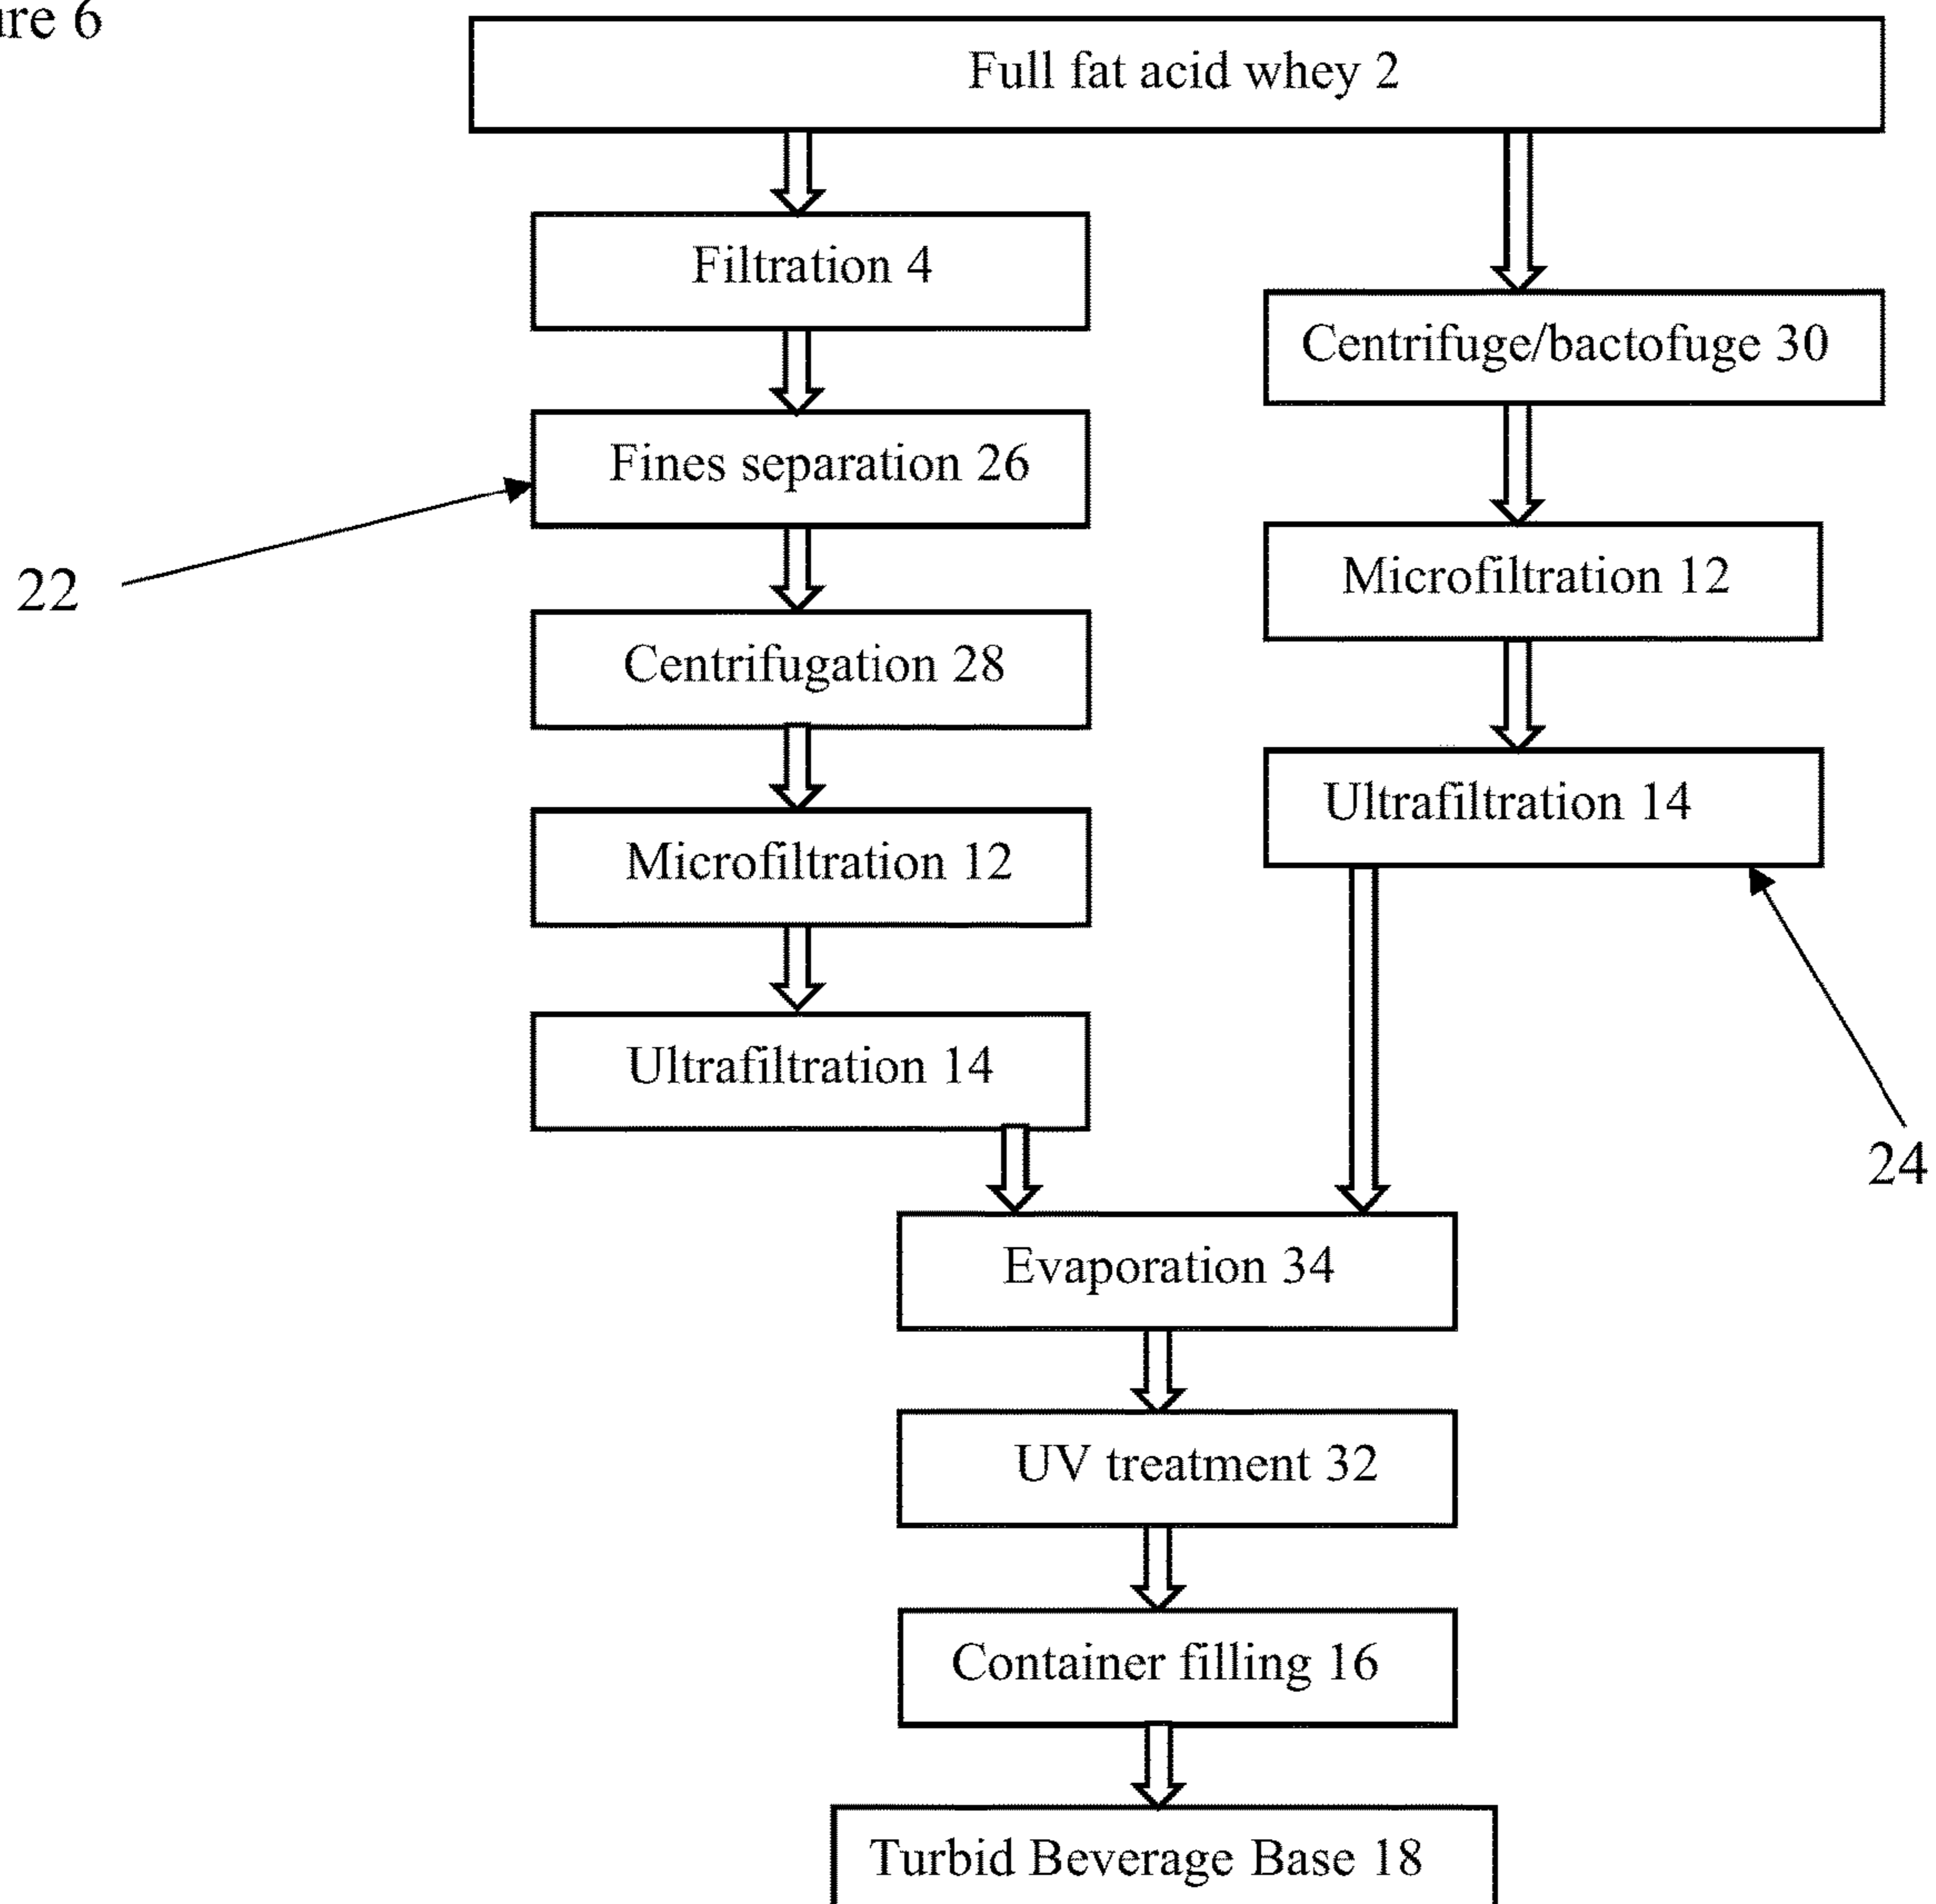 ure 6
Full fat acid whey 2
Filtration 4
Centrifuge/bactofuge 30
Fines separation 26
22
Microfiltration 12
Centrifugation 28
Ultrafiltration 14
Microfiltration 12
Ultrafiltration 14
24
Evaporation 34
UV treatment 32
Container filling 16
Turbid Beverage Base 18